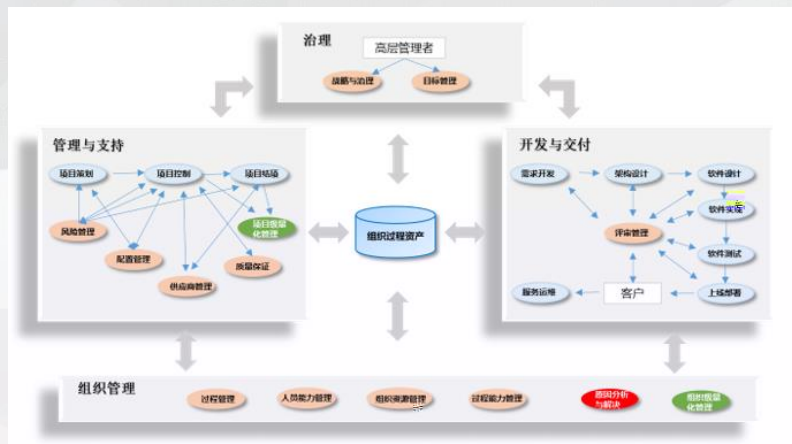 治理
高层管理者
战略与治理
目标管理
管理与支持
项目策划
项目控制
项目结项
风险管理
项目级量
化管理
配置管理
质量保证
供应商管理
组织过程资产
开发与交付
需求开发
架构设计
软件设计
软件实现
评审管理
软件测试
服务运维
客户
上线部署
组织管理
过程管理
人员能力管理
组织资源管理
过程能力管理
原因分析
与解决
组织级量
化管理